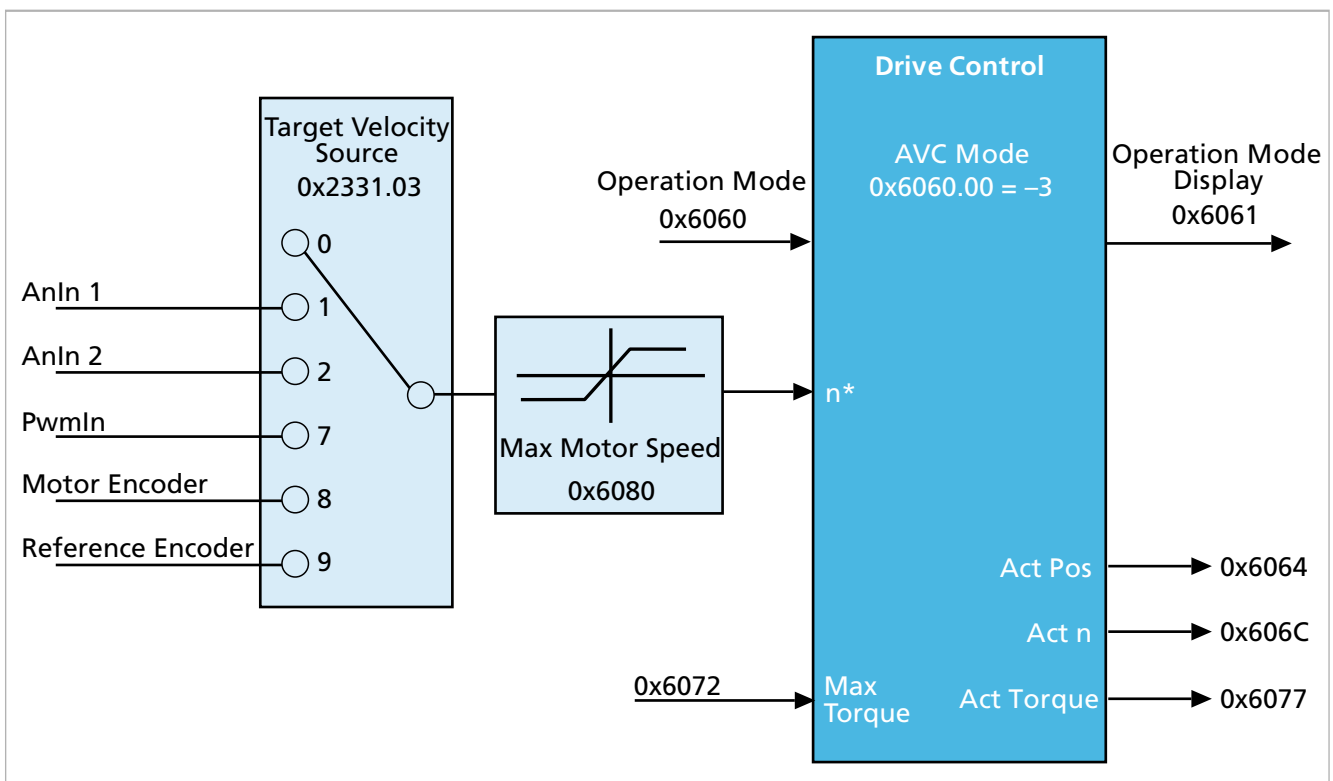 Target Velocity
Source
0x2331.03
0
AnIn 1
1
AnIn 2
2
PwmIn
7
Motor Encoder
8
Reference Encoder
9
Max Motor Speed
0x6080
Operation Mode
0x6060
Drive Control
AVC Mode
0x6060.00 = –3
n*
Act Pos
Act n
0x6072
Max
Torque
Act Torque
Operation Mode
Display
0x6061
0x6064
0x606C
0x6077